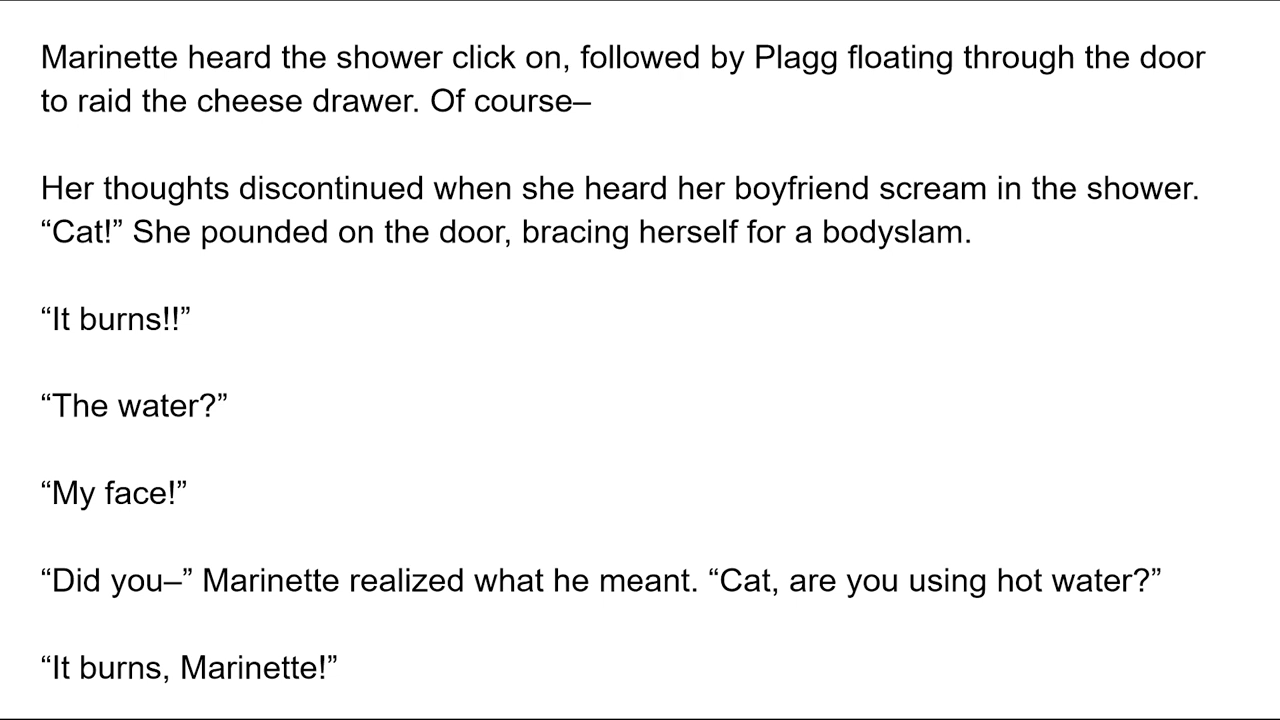 Marinette heard the shower click on, followed by Plagg floating through the door
to raid the cheese drawer. Of course–
Her thoughts discontinued when she heard her boyfriend scream in the shower.
“Cat!” She pounded on the door, bracing herself for a bodyslam.
“It burns!!”
“The water?”
“My face!”
“Did you–” Marinette realized what he meant. “Cat, are you using hot water?”
“It burns, Marinette!”